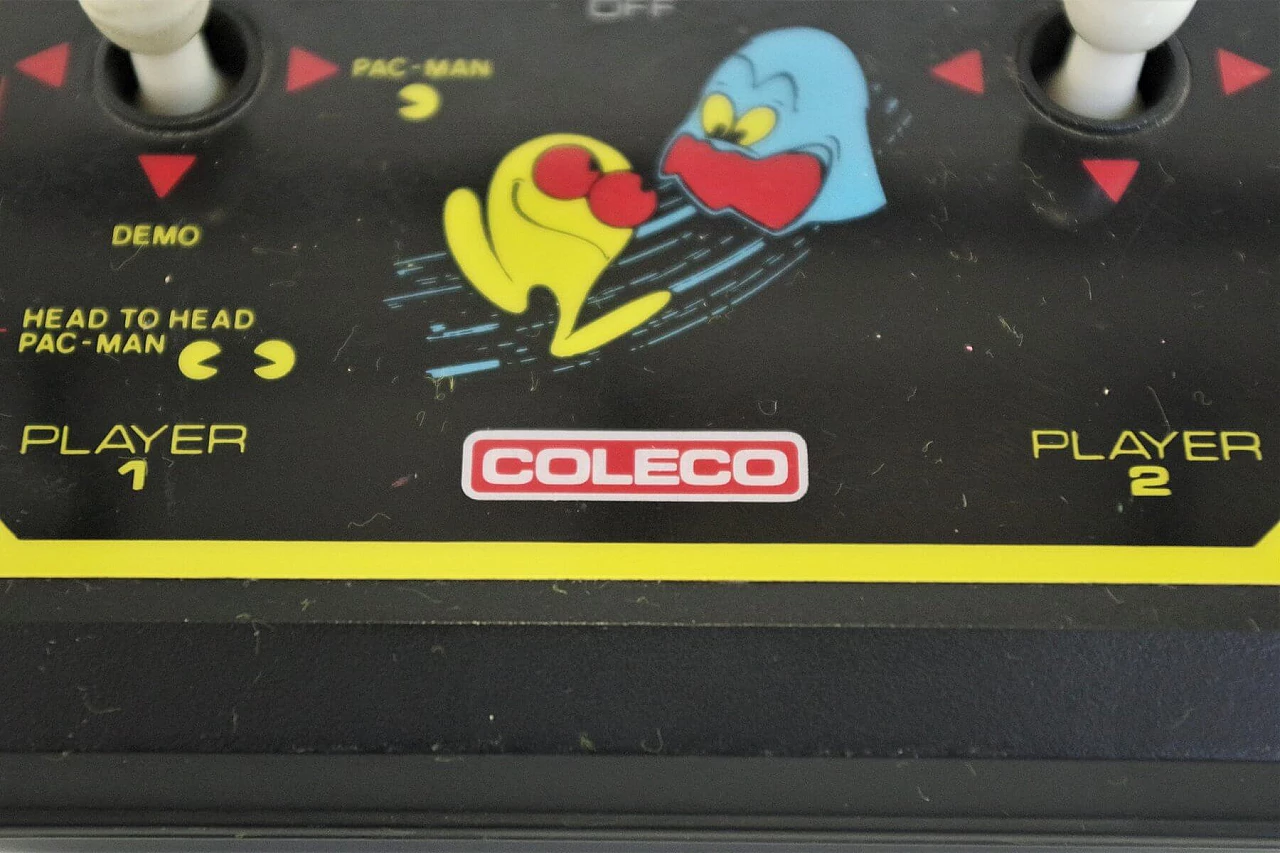 OFF
PAC-MAN
DEMO
HEAD TO HEAD
PAC-MAN
PLAYER
1
COLECO
PLAYER
2